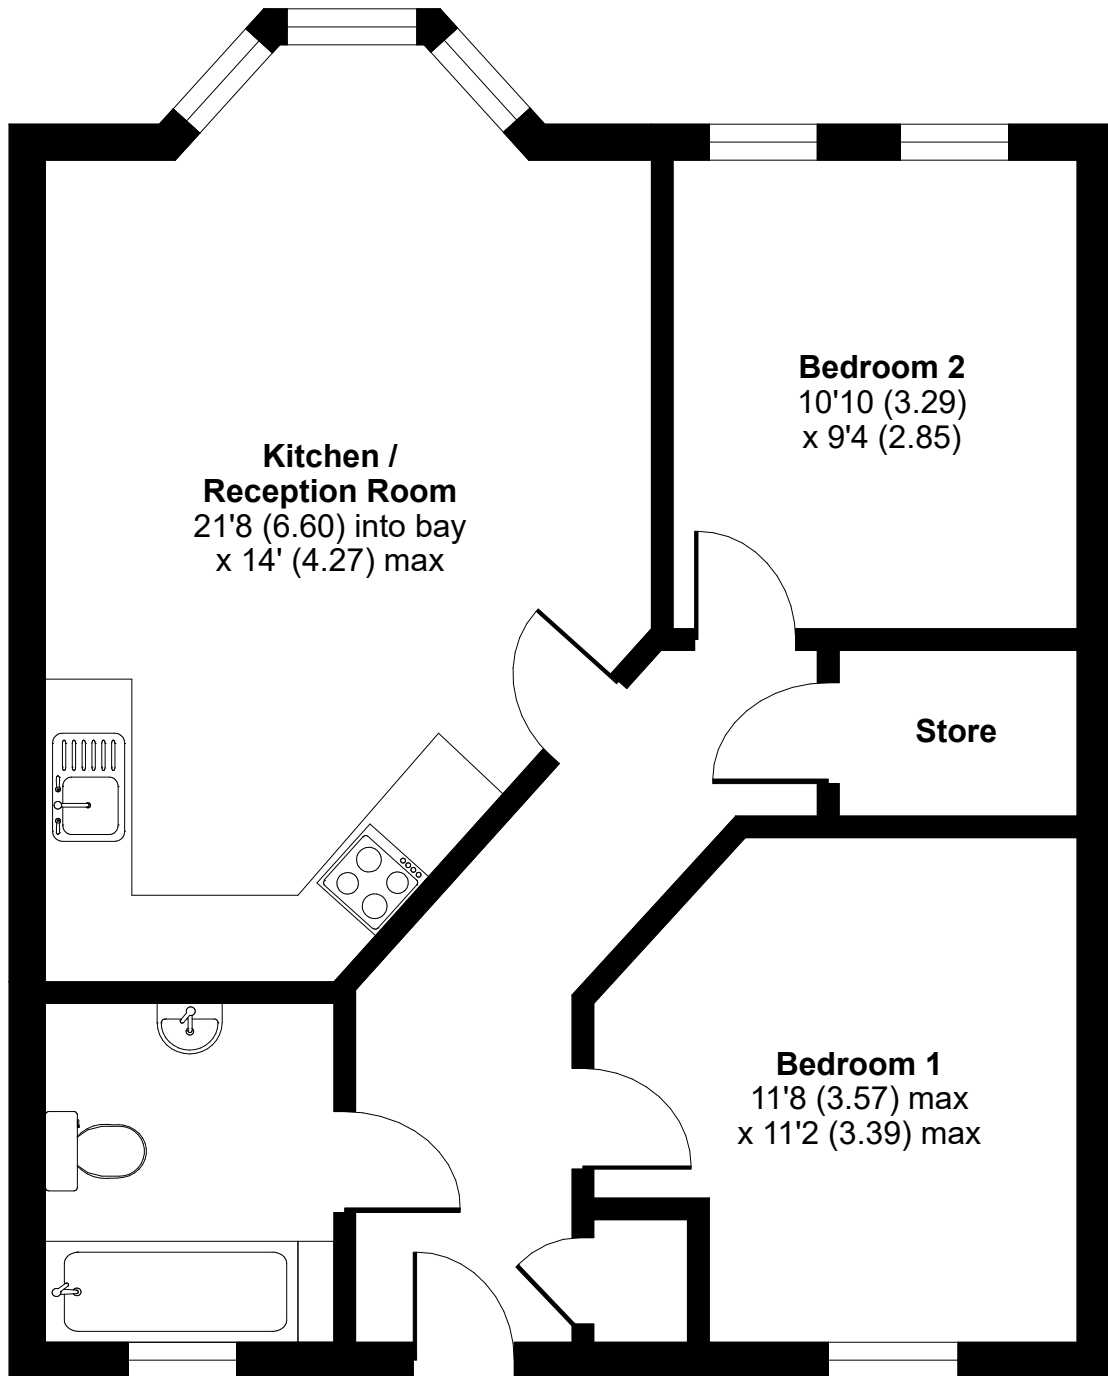 Bedroom 2
10'10 (3.29)
x 9'4 (2.85)
Kitchen /
Reception Room
21'8 (6.60) into bay
x 14' (4.27) max
Store
Bedroom 1
11'8 (3.57) max
x 11'2 (3.39) max